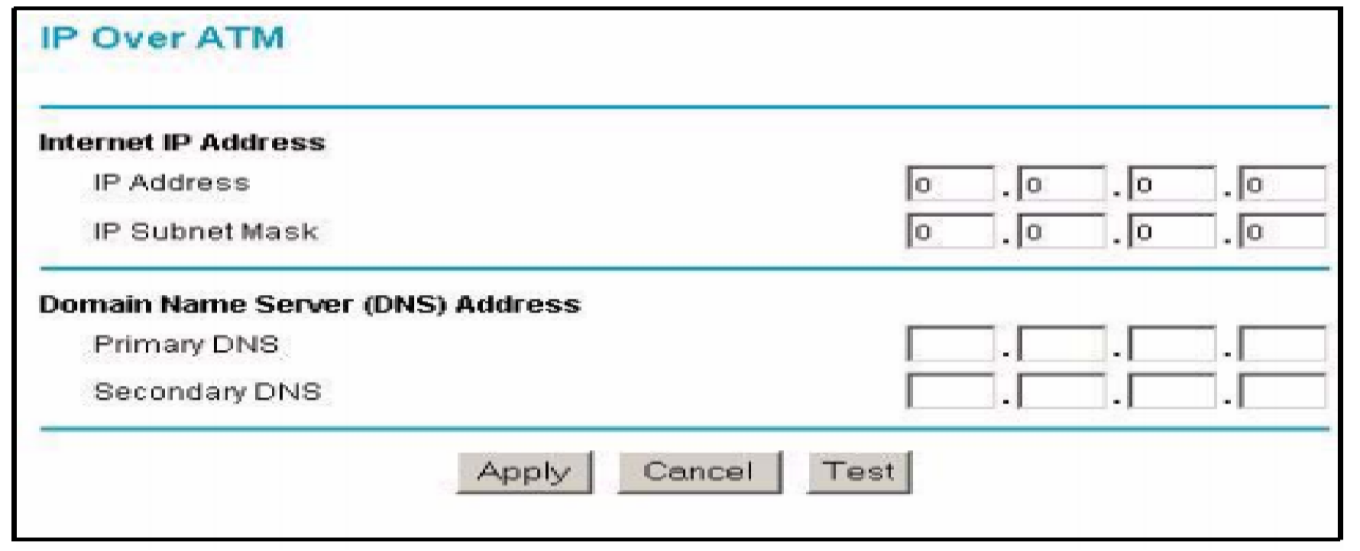 IP Over ATM
Internet IP Address
IP Address 0 . 0 . 0 . 0
IP Subnet Mask 0 . 0 . 0 . 0
Domain Name Server (DNS) Address
Primary DNS . . .
Secondary DNS . . .
Apply Cancel Test